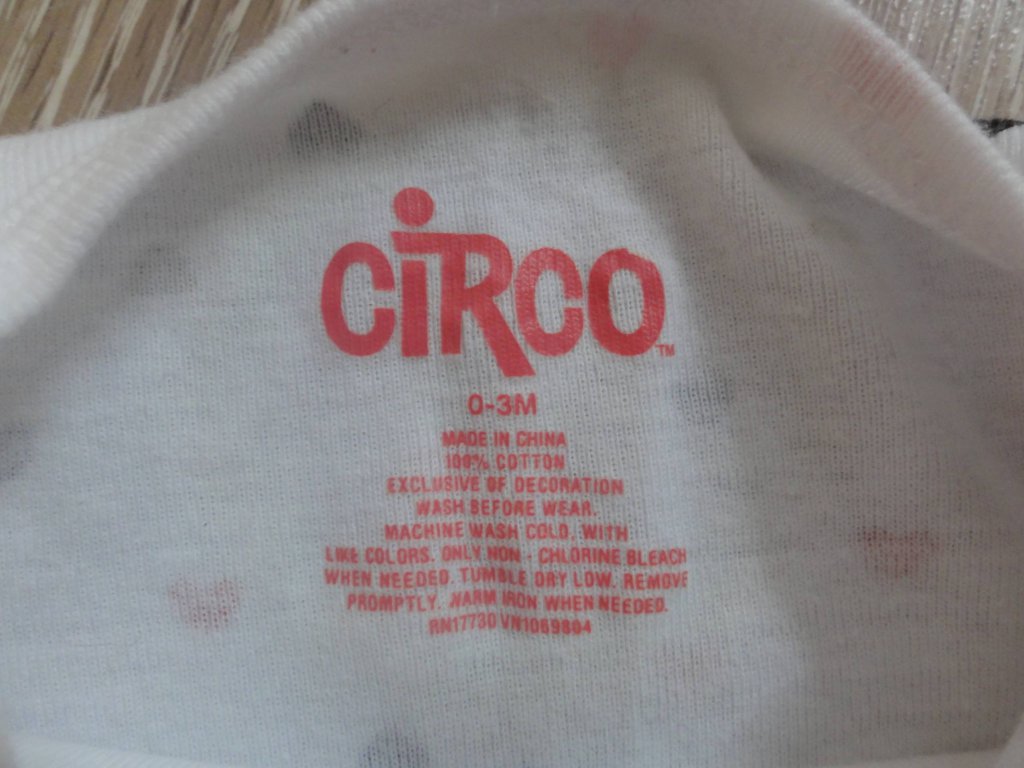 CiRCO™
0-3M
MADE IN CHINA
100% COTTON
EXCLUSIVE OF DECORATION
WASH BEFORE WEAR.
MACHINE WASH COLD, WITH
LIKE COLORS. ONLY NON - CHLORINE BLEACH
WHEN NEEDED. TUMBLE DRY LOW. REMOVE
PROMPTLY. WARM IRON WHEN NEEDED.
RN17730 VN1069804